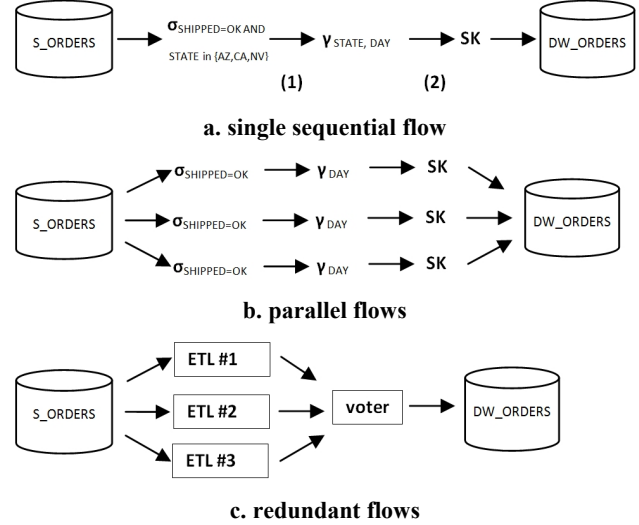 S_ORDERS
σSHIPPED=OK AND
STATE in {AZ,CA,NV}
γ STATE, DAY
SK
DW_ORDERS
(1)
(2)
a. single sequential flow
σSHIPPED=OK
γ DAY
SK
S_ORDERS
σSHIPPED=OK
γ DAY
SK
DW_ORDERS
σSHIPPED=OK
γ DAY
SK
b. parallel flows
ETL #1
S_ORDERS
ETL #2
voter
DW_ORDERS
ETL #3
c. redundant flows